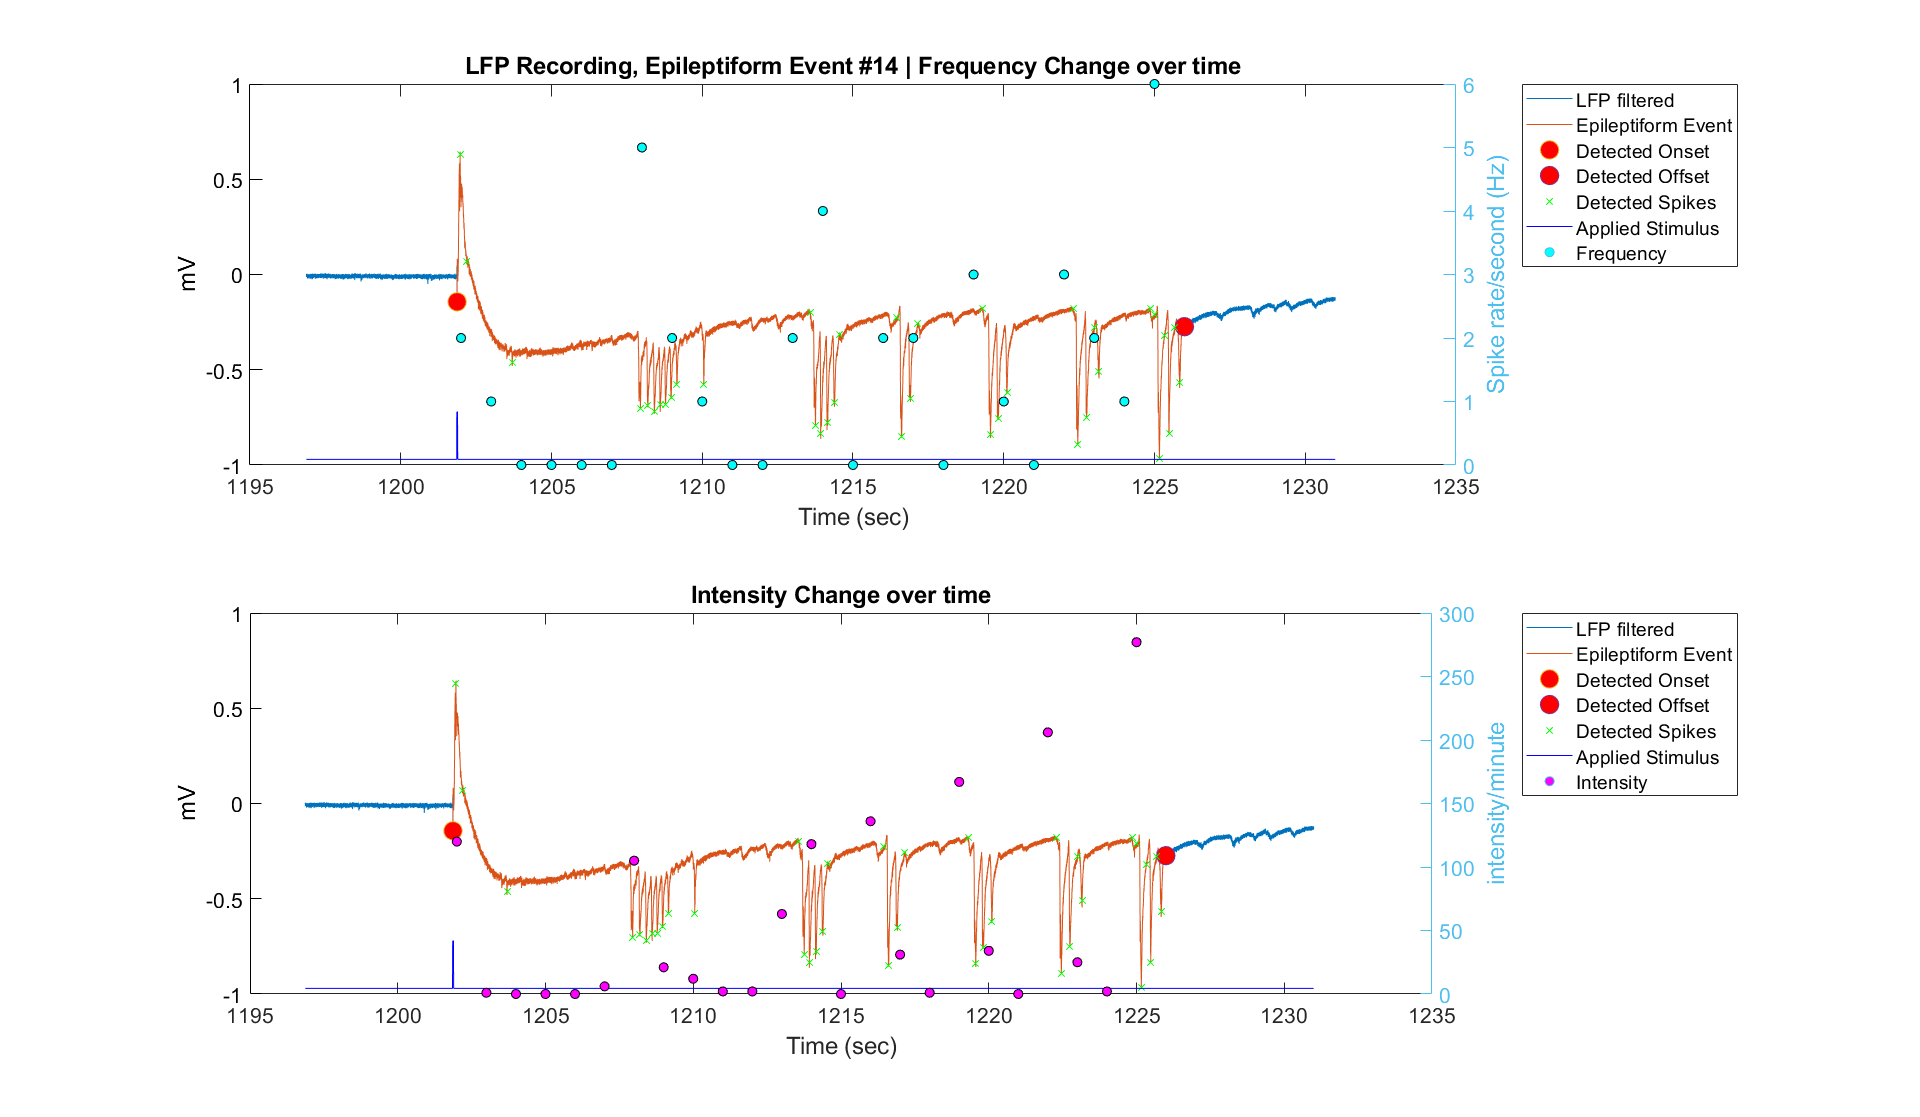 LFP Recording, Epileptiform Event #14 | Frequency Change over time
1
0.5
0
-0.5
-1
mV
6
5
4
3
2
1
0
Spike rate/second (Hz)
1195 1200 1205 1210 1215 1220 1225 1230 1235
Time (sec)
LFP filtered
Epileptiform Event
Detected Onset
Detected Offset
Detected Spikes
Applied Stimulus
Frequency
Intensity Change over time
1
0.5
0
-0.5
-1
mV
300
250
200
150
100
50
0
intensity/minute
1195 1200 1205 1210 1215 1220 1225 1230 1235
Time (sec)
LFP filtered
Epileptiform Event
Detected Onset
Detected Offset
Detected Spikes
Applied Stimulus
Intensity